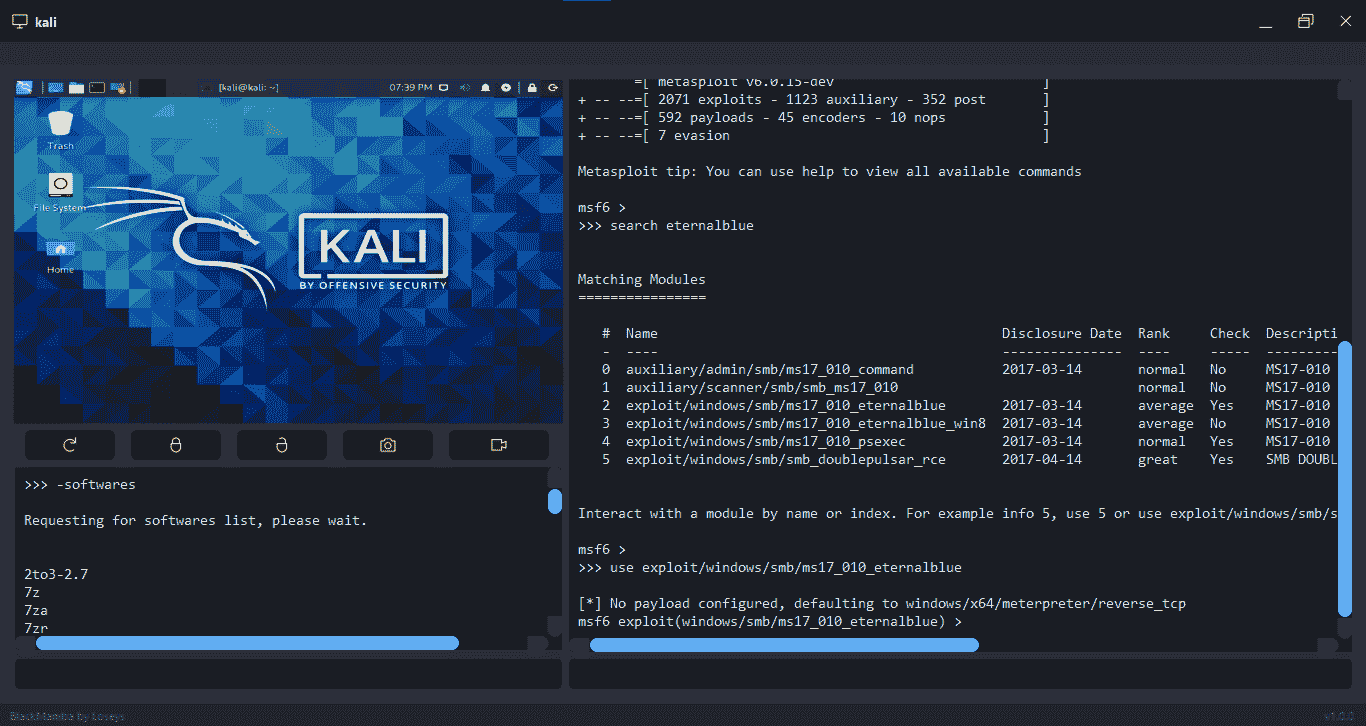 kali
[kali@kali: ~]
07:39 PM
Trash
File System
Home
KALI
BY OFFENSIVE SECURITY
>>> -softwares
Requesting for softwares list, please wait.
2to3-2.7
7z
7za
7zr
=[ metasploit v6.0.15-dev ]
+ -- --=[ 2071 exploits - 1123 auxiliary - 352 post ]
+ -- --=[ 592 payloads - 45 encoders - 10 nops ]
+ -- --=[ 7 evasion ]
Metasploit tip: You can use help to view all available commands
msf6 >
>>> search eternalblue
Matching Modules
================
# Name Disclosure Date Rank Check Descripti
- ---- --------------- ---- ----- ---------
0 auxiliary/admin/smb/ms17_010_command 2017-03-14 normal No MS17-010
1 auxiliary/scanner/smb/smb_ms17_010 normal No MS17-010
2 exploit/windows/smb/ms17_010_eternalblue 2017-03-14 average Yes MS17-010
3 exploit/windows/smb/ms17_010_eternalblue_win8 2017-03-14 average No MS17-010
4 exploit/windows/smb/ms17_010_psexec 2017-03-14 normal Yes MS17-010
5 exploit/windows/smb/smb_doublepulsar_rce 2017-04-14 great Yes SMB DOUBL
Interact with a module by name or index. For example info 5, use 5 or use exploit/windows/smb/s
msf6 >
>>> use exploit/windows/smb/ms17_010_eternalblue
[*] No payload configured, defaulting to windows/x64/meterpreter/reverse_tcp
msf6 exploit(windows/smb/ms17_010_eternalblue) >